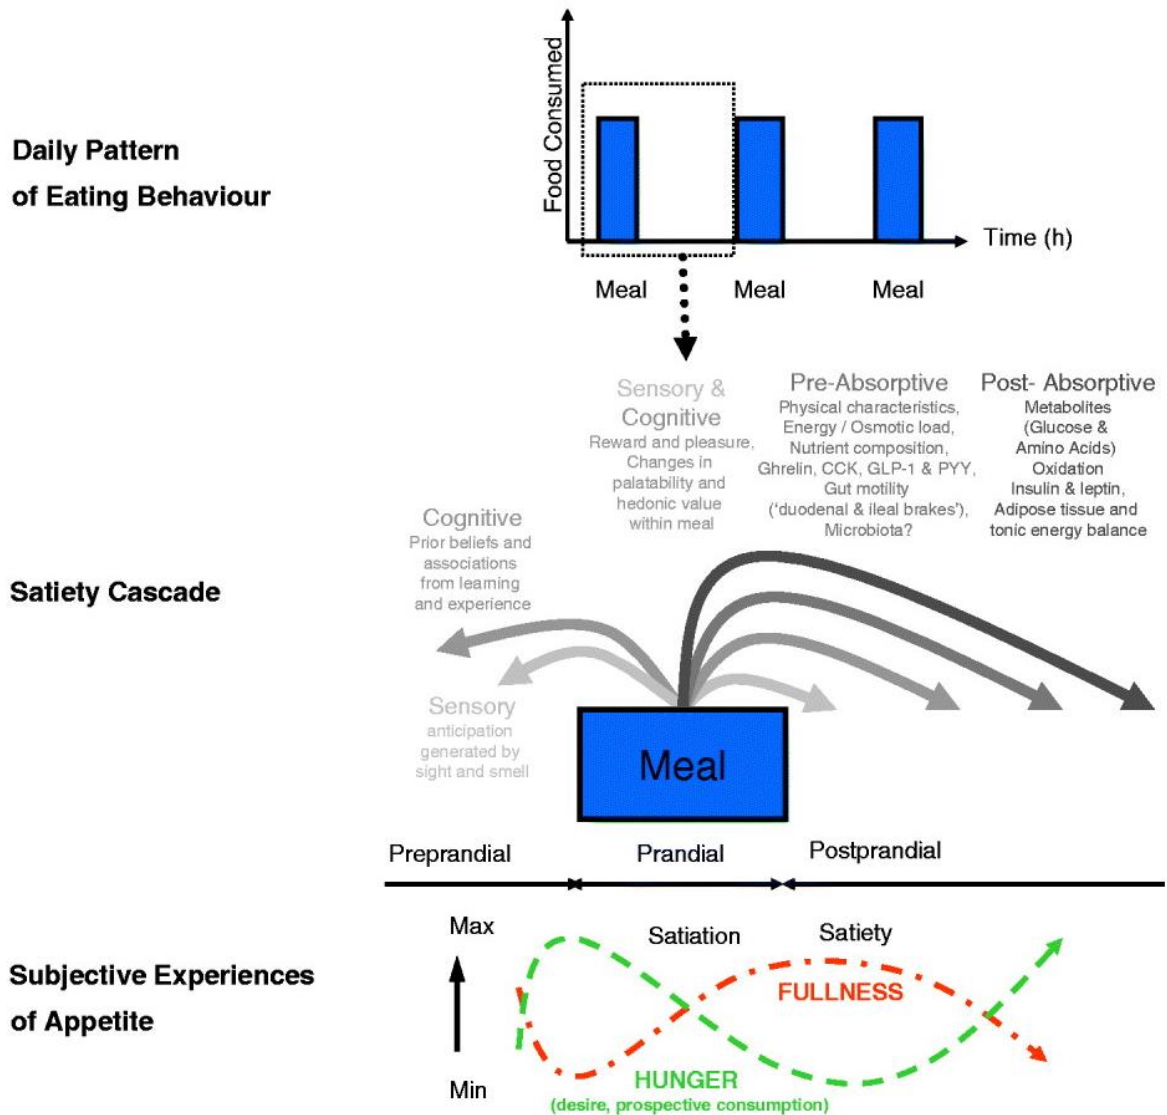 Daily Pattern
of Eating Behaviour
Food Consumed
Time (h)
Meal
Meal
Meal
Satiety Cascade
Cognitive
Prior beliefs and
associations
from learning
and experience
Sensory
anticipation
generated by
sight and smell
Sensory &
Cognitive
Reward and pleasure,
Changes in
palatability and
hedonic value
within meal
Pre-Absorptive
Physical characteristics,
Energy / Osmotic load,
Nutrient composition,
Ghrelin, CCK, GLP-1 & PYY,
Gut motility
('duodenal & ileal brakes'),
Microbiota?
Post- Absorptive
Metabolites
(Glucose &
Amino Acids)
Oxidation
Insulin & leptin,
Adipose tissue and
tonic energy balance
Meal
Preprandial
Prandial
Postprandial
Subjective Experiences
of Appetite
Max
Min
Satiation
Satiety
FULLNESS
HUNGER
(desire, prospective consumption)